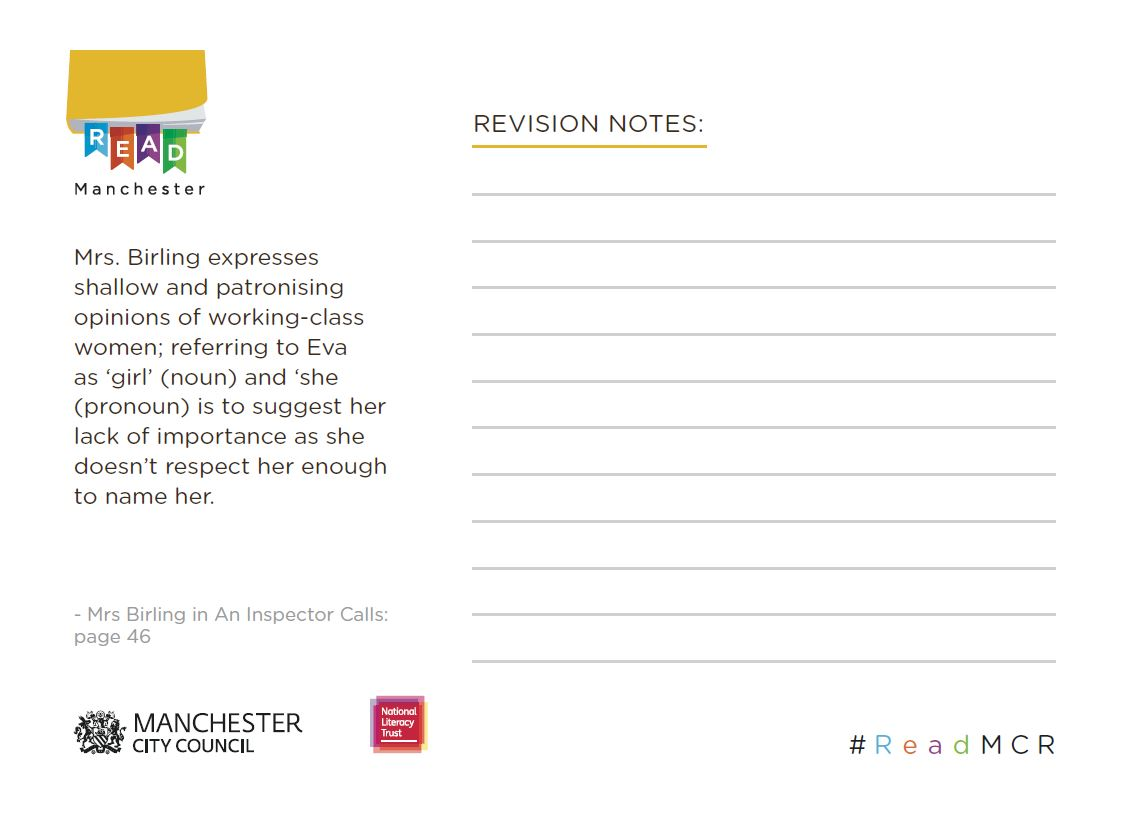 READ
Manchester
Mrs. Birling expresses
shallow and patronising
opinions of working-class
women; referring to Eva
as ‘girl’ (noun) and ‘she
(pronoun) is to suggest her
lack of importance as she
doesn’t respect her enough
to name her.
- Mrs Birling in An Inspector Calls:
page 46
REVISION NOTES:
MANCHESTER
CITY COUNCIL
National
Literacy
Trust
#ReadMCR